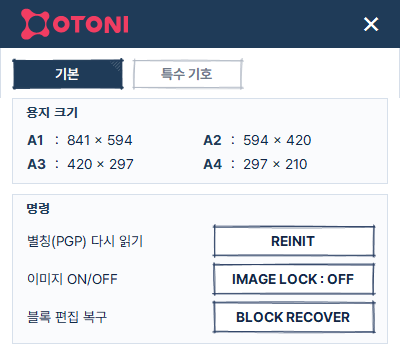 OTONI
기본 특수 기호
용지 크기
A1 : 841 × 594 A2 : 594 × 420
A3 : 420 × 297 A4 : 297 × 210
명령
별칭(PGP) 다시 읽기 REINIT
이미지 ON/OFF IMAGE LOCK : OFF
블록 편집 복구 BLOCK RECOVER